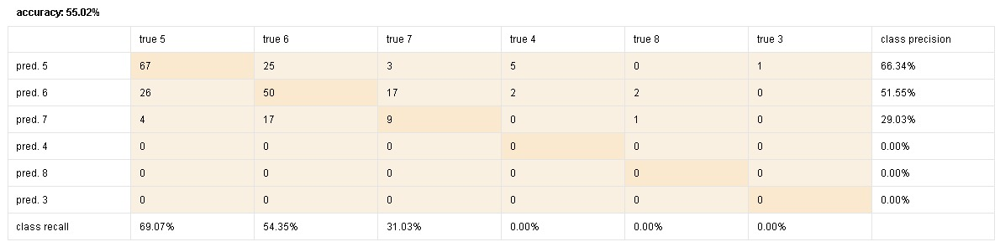 accuracy: 55.02%
true 5 true 6 true 7 true 4 true 8 true 3 class precision
pred. 5 67 25 3 5 0 1 66.34%
pred. 6 26 50 17 2 2 0 51.55%
pred. 7 4 17 9 0 1 0 29.03%
pred. 4 0 0 0 0 0 0 0.00%
pred. 8 0 0 0 0 0 0 0.00%
pred. 3 0 0 0 0 0 0 0.00%
class recall 69.07% 54.35% 31.03% 0.00% 0.00% 0.00%